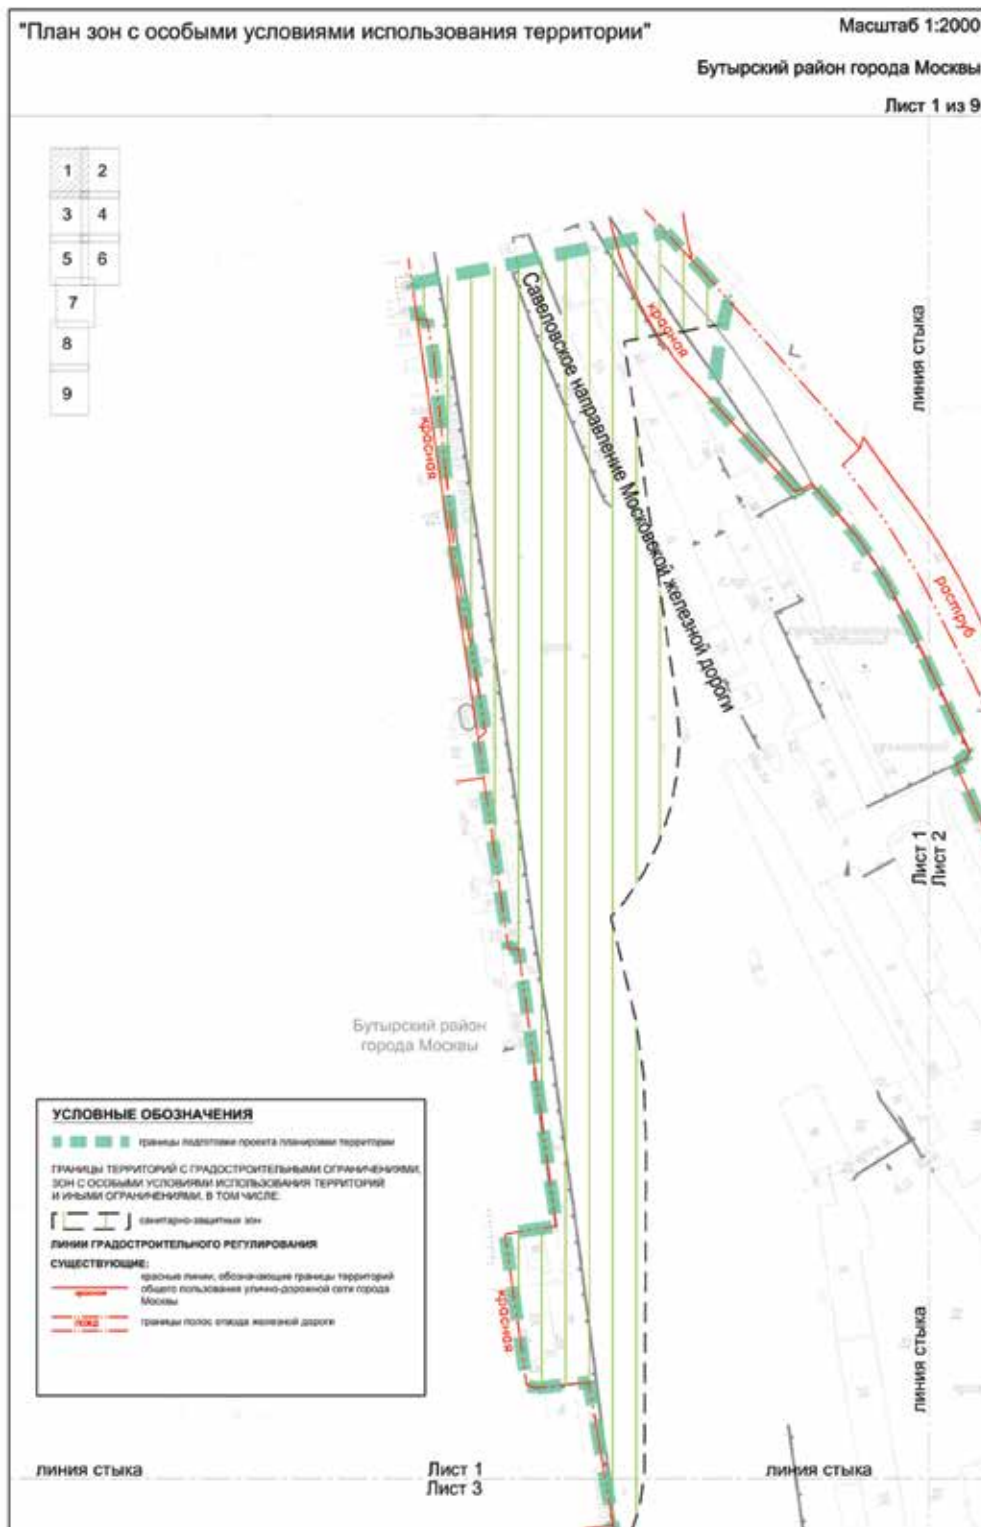 "План зон с особыми условиями использования территории"
Масштаб 1:2000
Бутырский район города Москвы
Лист 1 из 9
1 2
3 4
5 6
7
8
9
красная
Савеловское направление Московской железной дороги
красная
линия стыка
раструб
Лист 1
Лист 2
Бутырский район
города Москвы
УСЛОВНЫЕ ОБОЗНАЧЕНИЯ
границы подготовки проекта планировки территории
ГРАНИЦЫ ТЕРРИТОРИЙ С ГРАДОСТРОИТЕЛЬНЫМИ ОГРАНИЧЕНИЯМИ,
ЗОН С ОСОБЫМИ УСЛОВИЯМИ ИСПОЛЬЗОВАНИЯ ТЕРРИТОРИЙ
И ИНЫМИ ОГРАНИЧЕНИЯМИ, В ТОМ ЧИСЛЕ:
санитарно-защитных зон
ЛИНИИ ГРАДОСТРОИТЕЛЬНОГО РЕГУЛИРОВАНИЯ
СУЩЕСТВУЮЩИЕ:
красные линии, обозначающие границы территорий
общего пользования улично-дорожной сети города
Москвы
красная
границы полос отвода железной дороги
красная
линия стыка
линия стыка
Лист 1
Лист 3
линия стыка